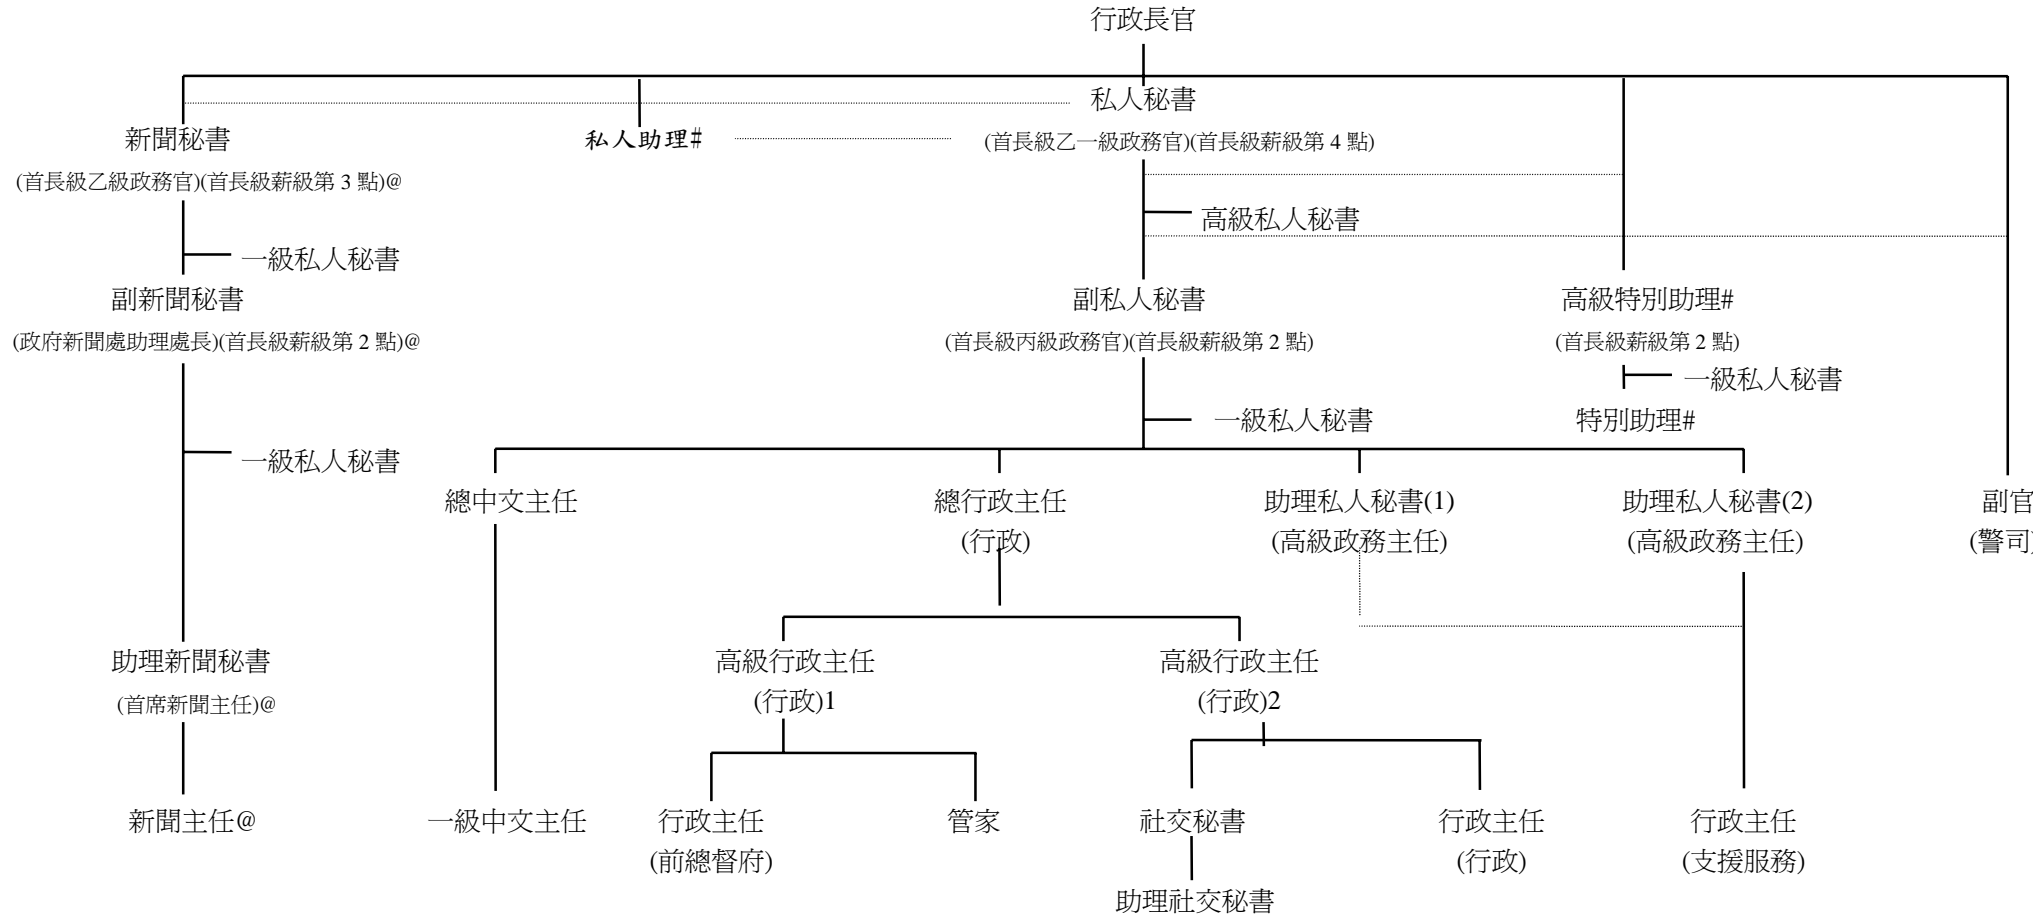 行政長官
私人秘書
新聞秘書
私人助理#
(首長級乙一級政務官)(首長級薪級第 4 點)
(首長級乙級政務官)(首長級薪級第 3 點)@
高級私人秘書
一級私人秘書
副新聞秘書
副私人秘書
高級特別助理#
(政府新聞處助理處長)(首長級薪級第 2 點)@
(首長級丙級政務官)(首長級薪級第 2 點)
(首長級薪級第 2 點)
一級私人秘書
一級私人秘書
特別助理#
一級私人秘書
總中文主任
總行政主任
助理私人秘書(1)
助理私人秘書(2)
副官
(行政)
(高級政務主任)
(高級政務主任)
(警司)
助理新聞秘書
高級行政主任
高級行政主任
(首席新聞主任)@
(行政)1
(行政)2
新聞主任@
一級中文主任
行政主任
管家
社交秘書
行政主任
行政主任
(前總督府)
(行政)
(支援服務)
助理社交秘書